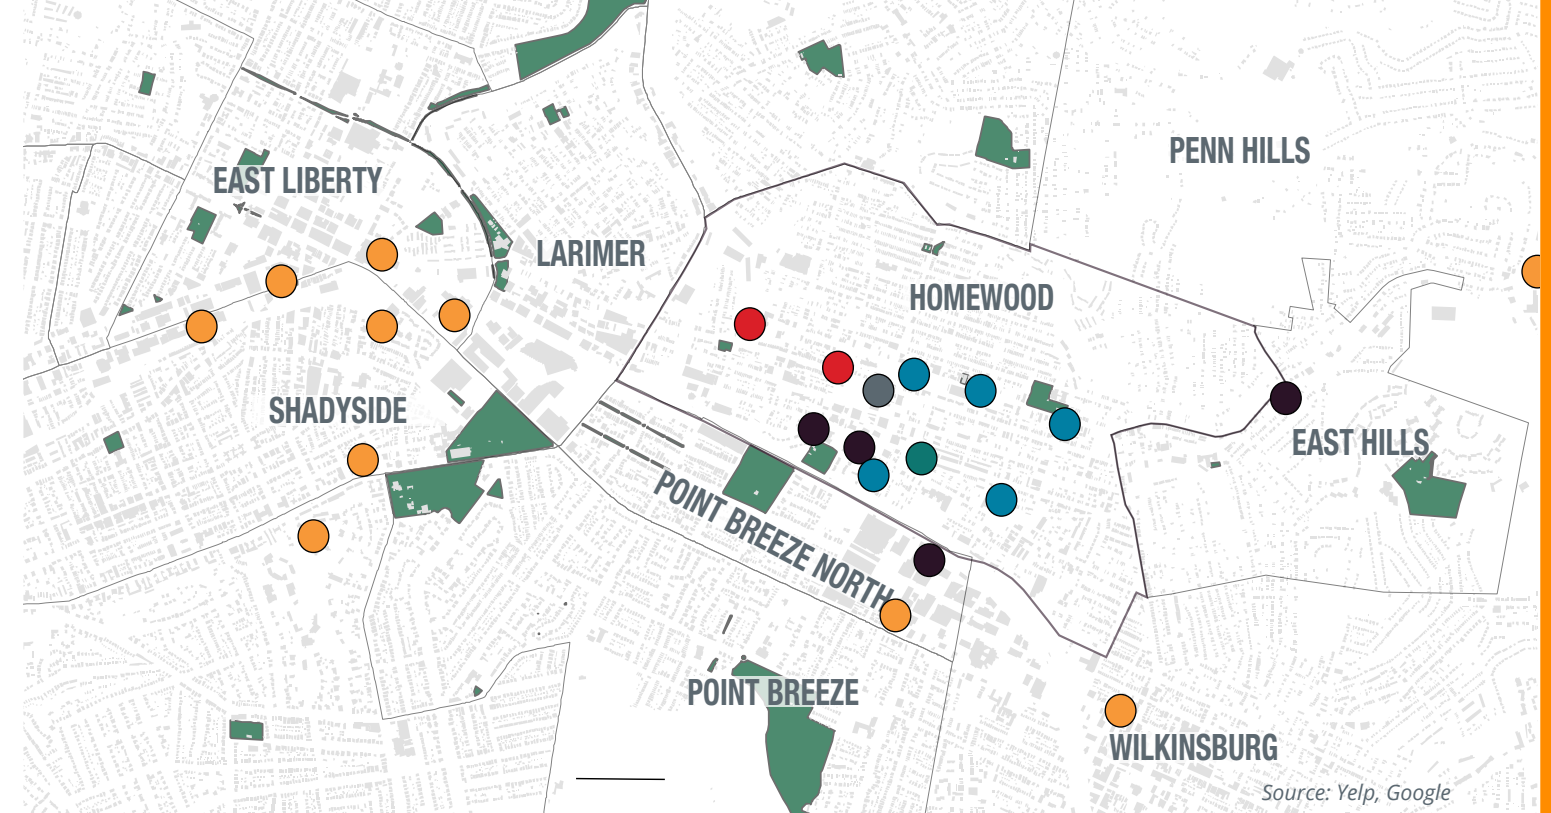 PENN HILLS
EAST LIBERTY
LARIMER
HOMEWOOD
SHADYSIDE
EAST HILLS
POINT BREEZE NORTH
POINT BREEZE
WILKINSBURG
Source: Yelp, Google